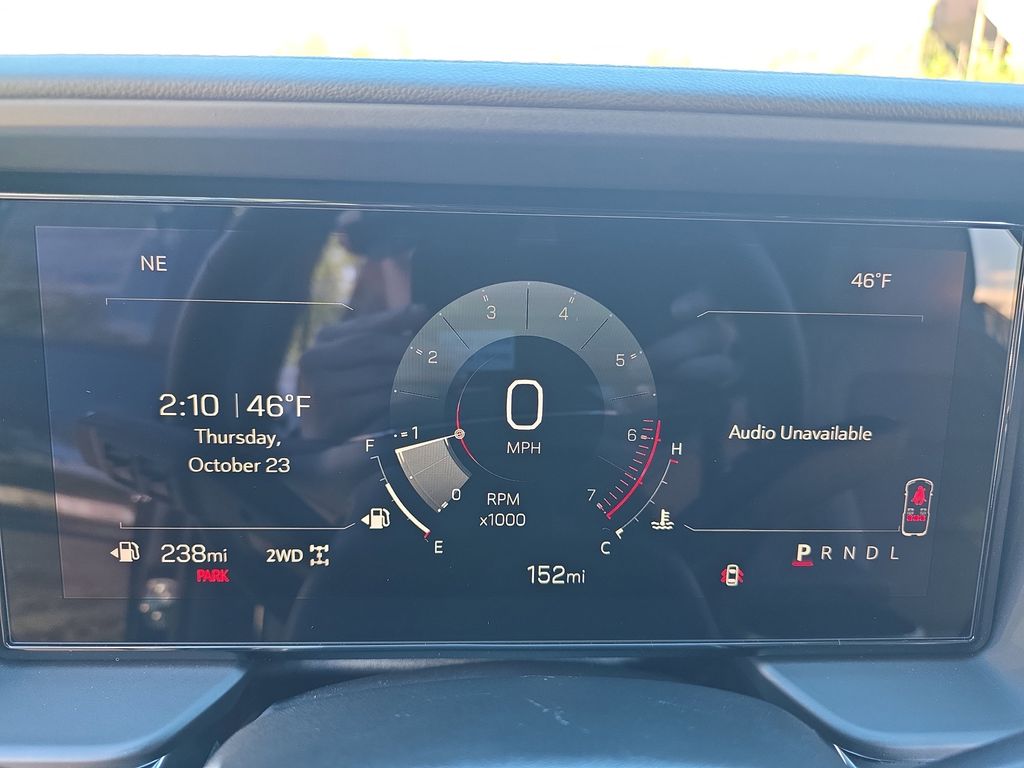 NE
46°F
2:10 | 46°F
Thursday,
October 23
0
MPH
0 1 2 3 4 5 6 7
RPM
x1000
F
E
H
C
Audio Unavailable
238mi
PARK
2WD
152mi
P R N D L